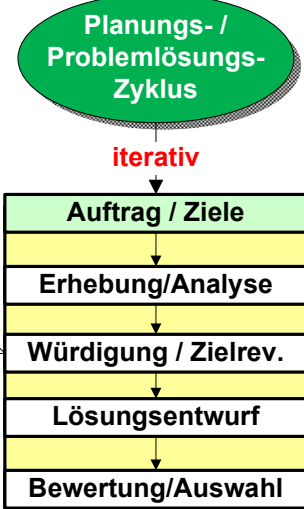 Planungs- /
Problemlösungs-
Zyklus
iterativ
Auftrag / Ziele
Erhebung/Analyse
Würdigung / Zielrev.
Lösungsentwurf
Bewertung/Auswahl